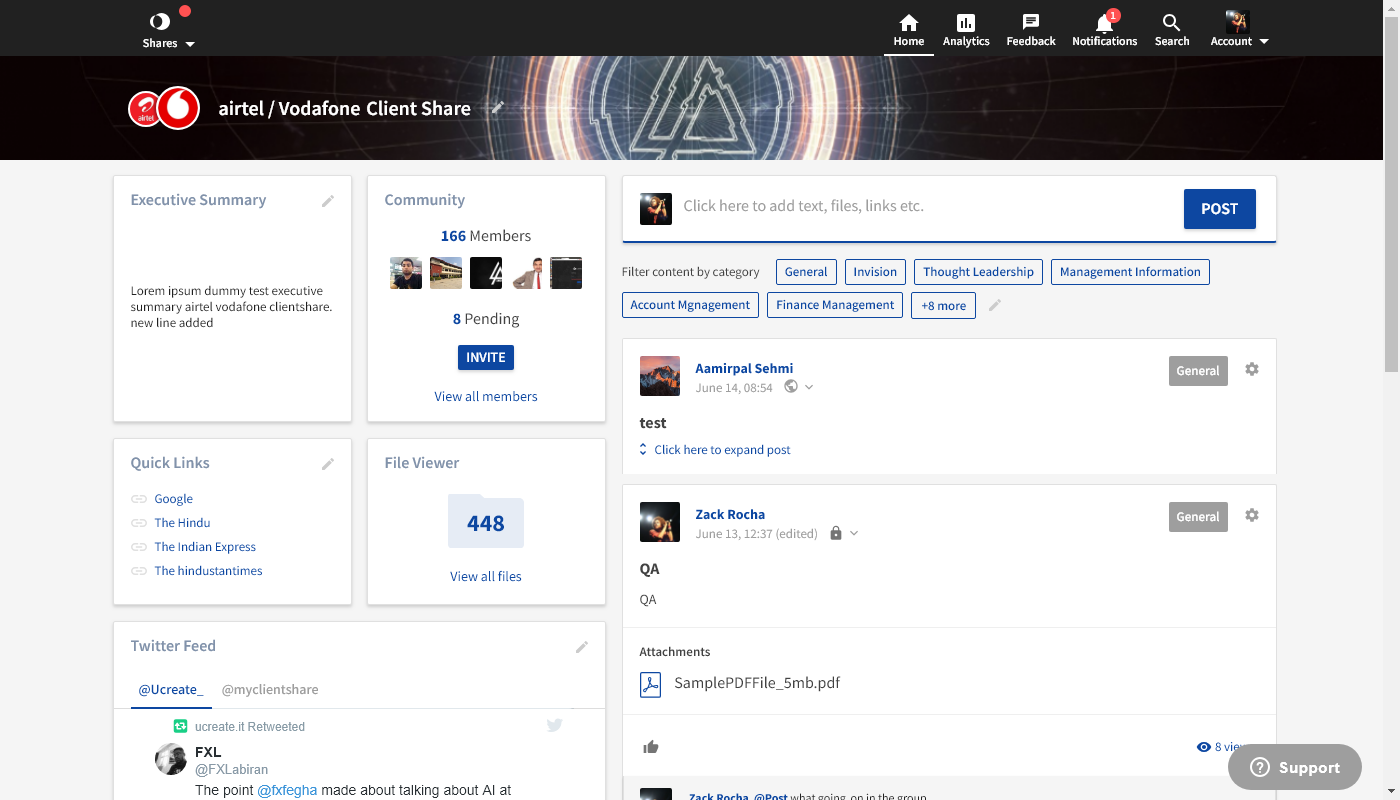 Shares
Home
Analytics
Feedback
1
Notifications
Search
Account
airtel
airtel / Vodafone Client Share
Executive Summary
Lorem ipsum dummy test executive
summary airtel vodafone clientshare.
new line added
Community
166 Members
8 Pending
INVITE
View all members
Quick Links
Google
The Hindu
The Indian Express
The hindustantimes
File Viewer
448
View all files
Twitter Feed
@Ucreate_ @myclientshare
ucreate.it Retweeted
FXL
@FXLabiran
The point @fxfegha made about talking about AI at
Click here to add text, files, links etc.
POST
Filter content by category General Invision Thought Leadership Management Information
Account Mgnagement Finance Management +8 more
Aamirpal Sehmi
June 14, 08:54
General
test
Click here to expand post
Zack Rocha
June 13, 12:37 (edited)
General
QA
QA
Attachments
SamplePDFFile_5mb.pdf
8
Support
Zack Rocha @Post what going on in the group